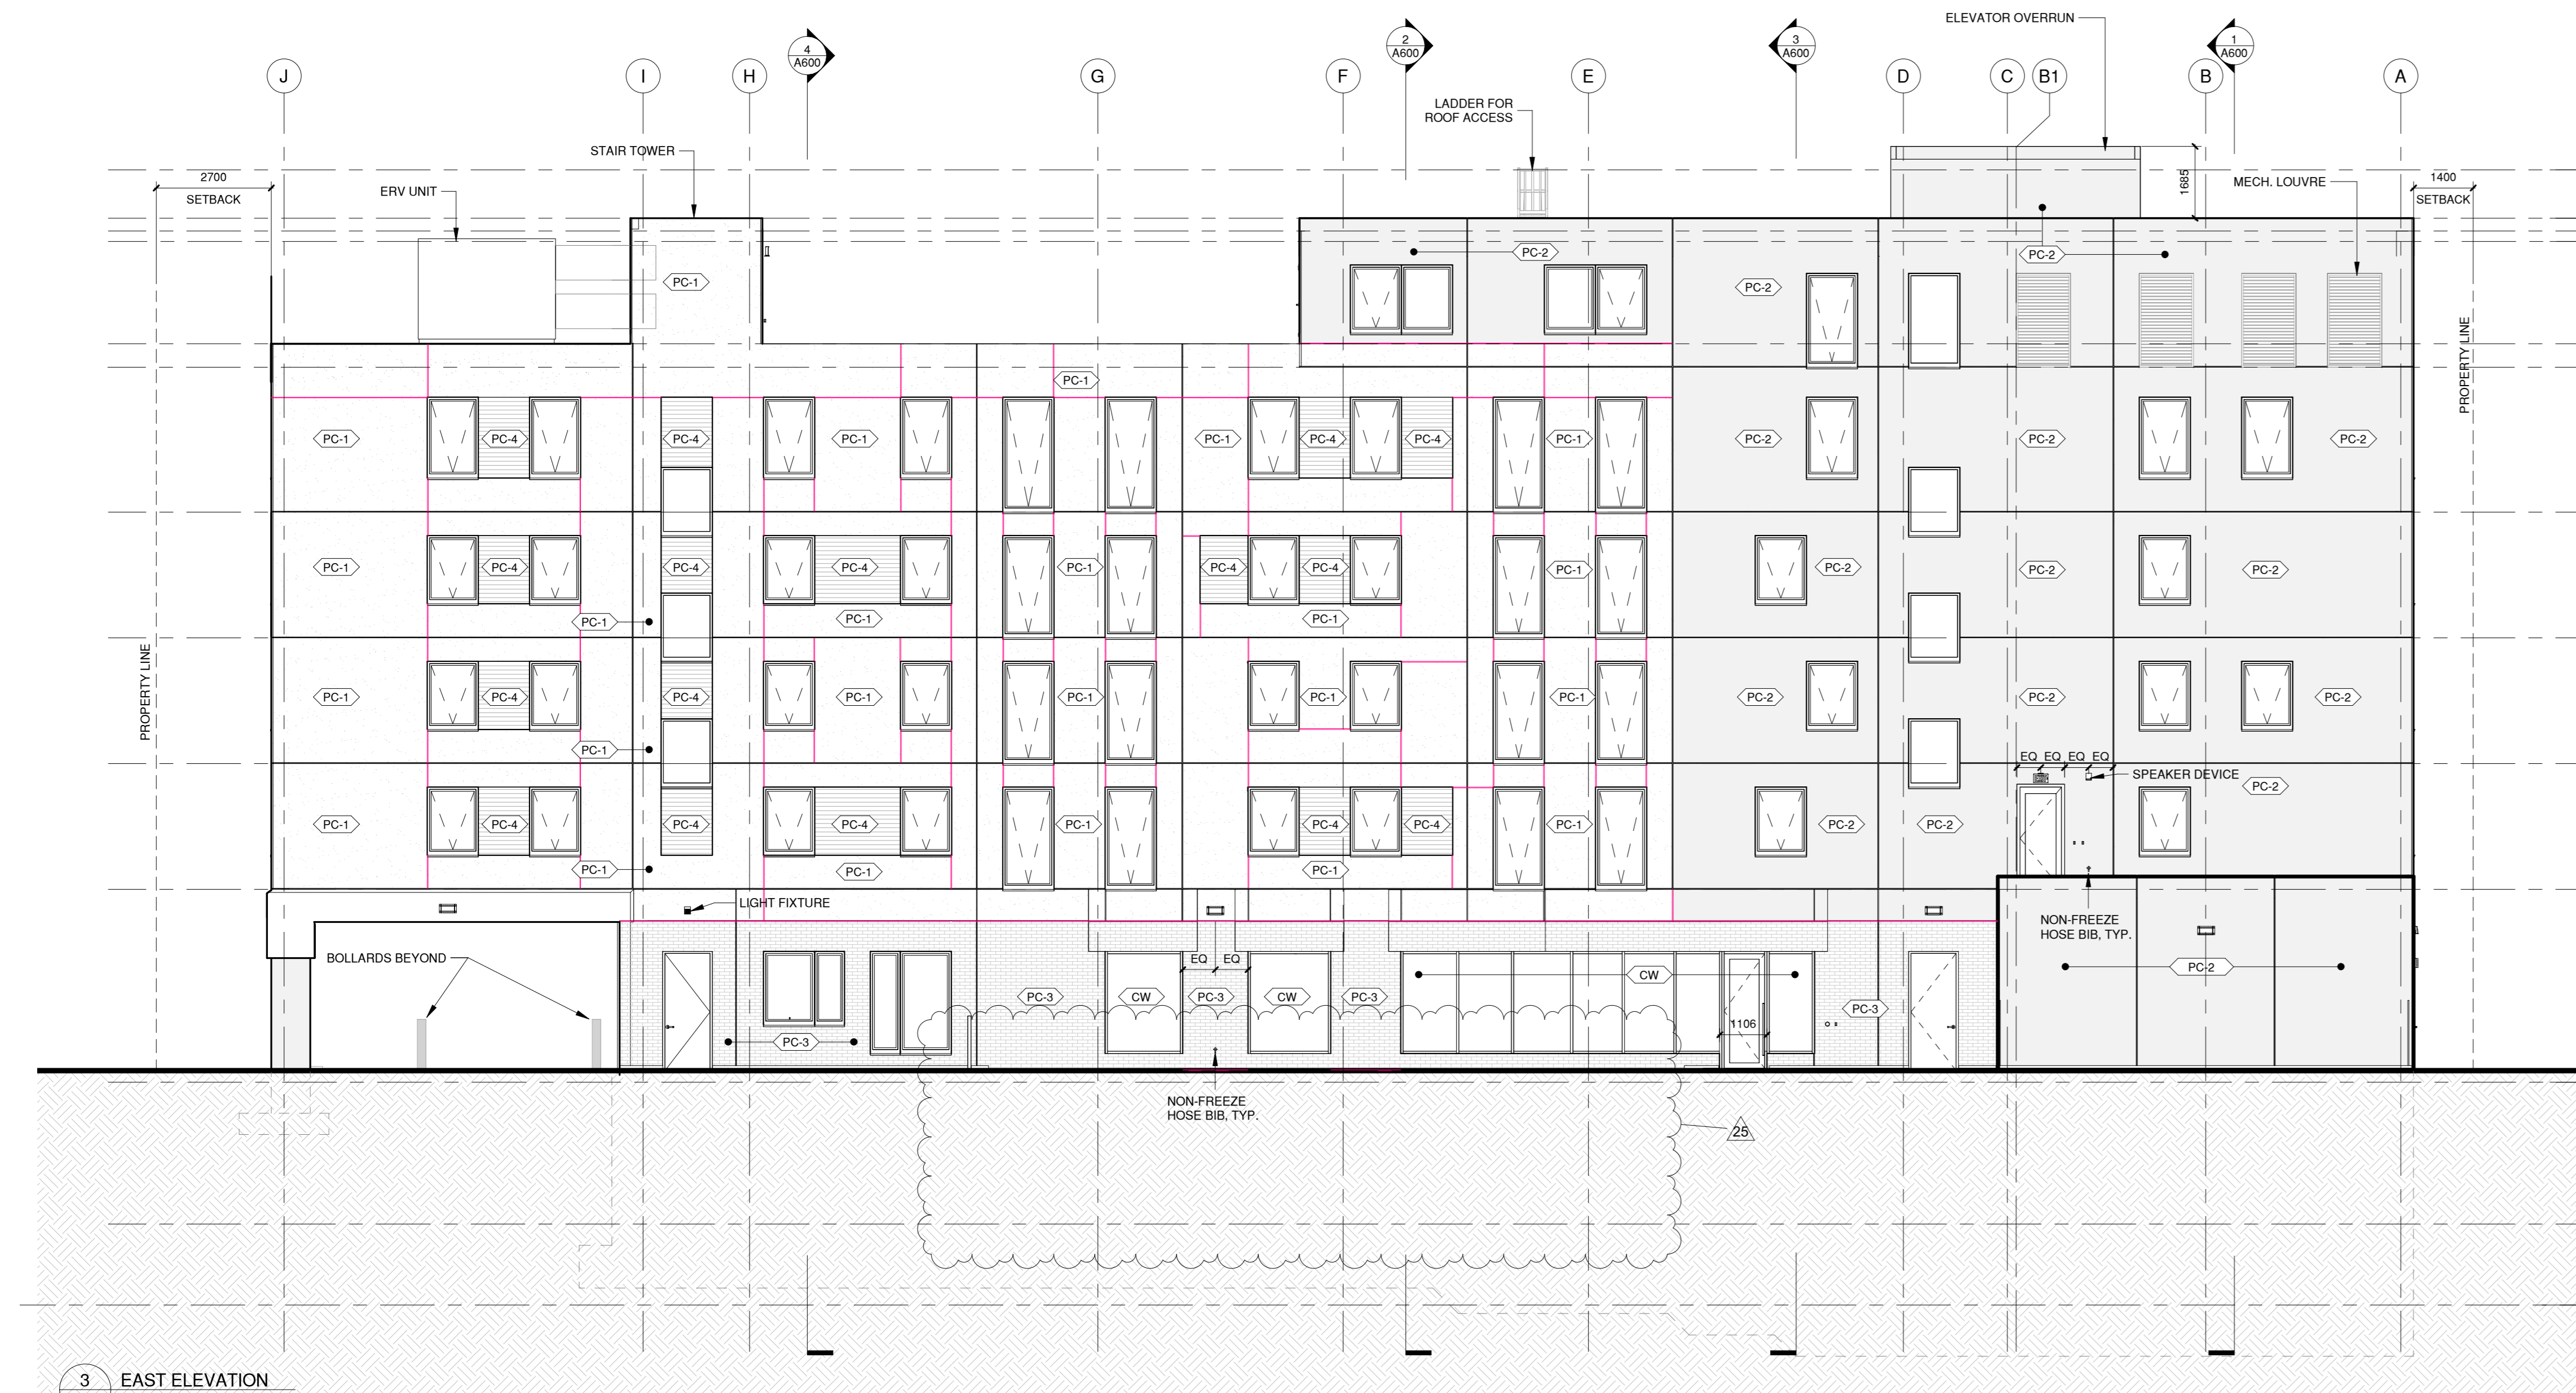 ELEVATOR OVERRUN
4
A600
2
A600
3
A600
1
A600
J
I
H
G
F
E
D
C
B1
B
A
LADDER FOR
ROOF ACCESS
STAIR TOWER
2700
SETBACK
ERV UNIT
1685
MECH. LOUVRE
1400
SETBACK
PC-1
PC-2
PC-2
PC-2
PC-1
PROPERTY LINE
PC-1
PC-4
PC-4
PC-1
PC-1
PC-4
PC-4
PC-1
PC-2
PC-2
PC-2
PC-1
PC-4
PC-4
PC-4
PC-1
PC-4
PC-4
PC-1
PC-2
PC-2
PC-2
PC-1
PC-1
PC-1
PROPERTY LINE
PC-1
PC-4
PC-4
PC-1
PC-1
PC-1
PC-1
PC-2
PC-2
PC-2
PC-1
EQ EQ EQ EQ
SPEAKER DEVICE
PC-2
PC-1
PC-4
PC-4
PC-4
PC-1
PC-4
PC-4
PC-1
PC-2
PC-2
PC-1
PC-1
PC-1
LIGHT FIXTURE
NON-FREEZE
HOSE BIB, TYP.
BOLLARDS BEYOND
EQ EQ
CW
PC-2
PC-3
CW
PC-3
CW
PC-3
PC-3
1106
PC-3
NON-FREEZE
HOSE BIB, TYP.
25
3
EAST ELEVATION